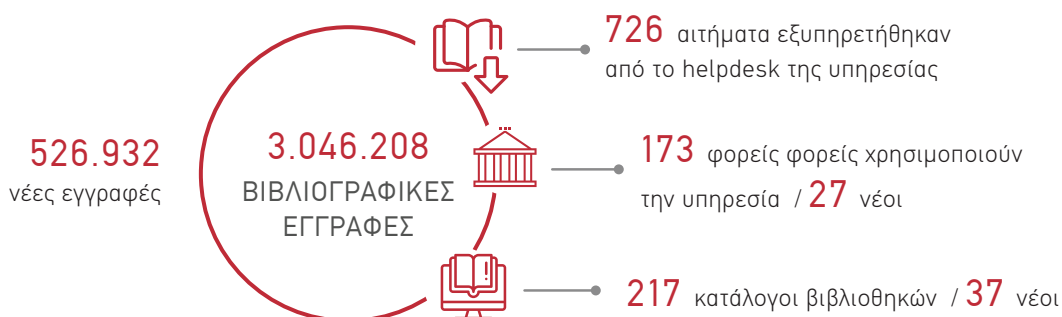 526.932
νέες εγγραφές
3.046.208
ΒΙΒΛΙΟΓΡΑΦΙΚΕΣ
ΕΓΓΡΑΦΕΣ
726 αιτήματα εξυπηρετήθηκαν
από το helpdesk της υπηρεσίας
173 φορείς φορείς χρησιμοποιούν
την υπηρεσία / 27 νέοι
217 κατάλογοι βιβλιοθηκών / 37 νέοι